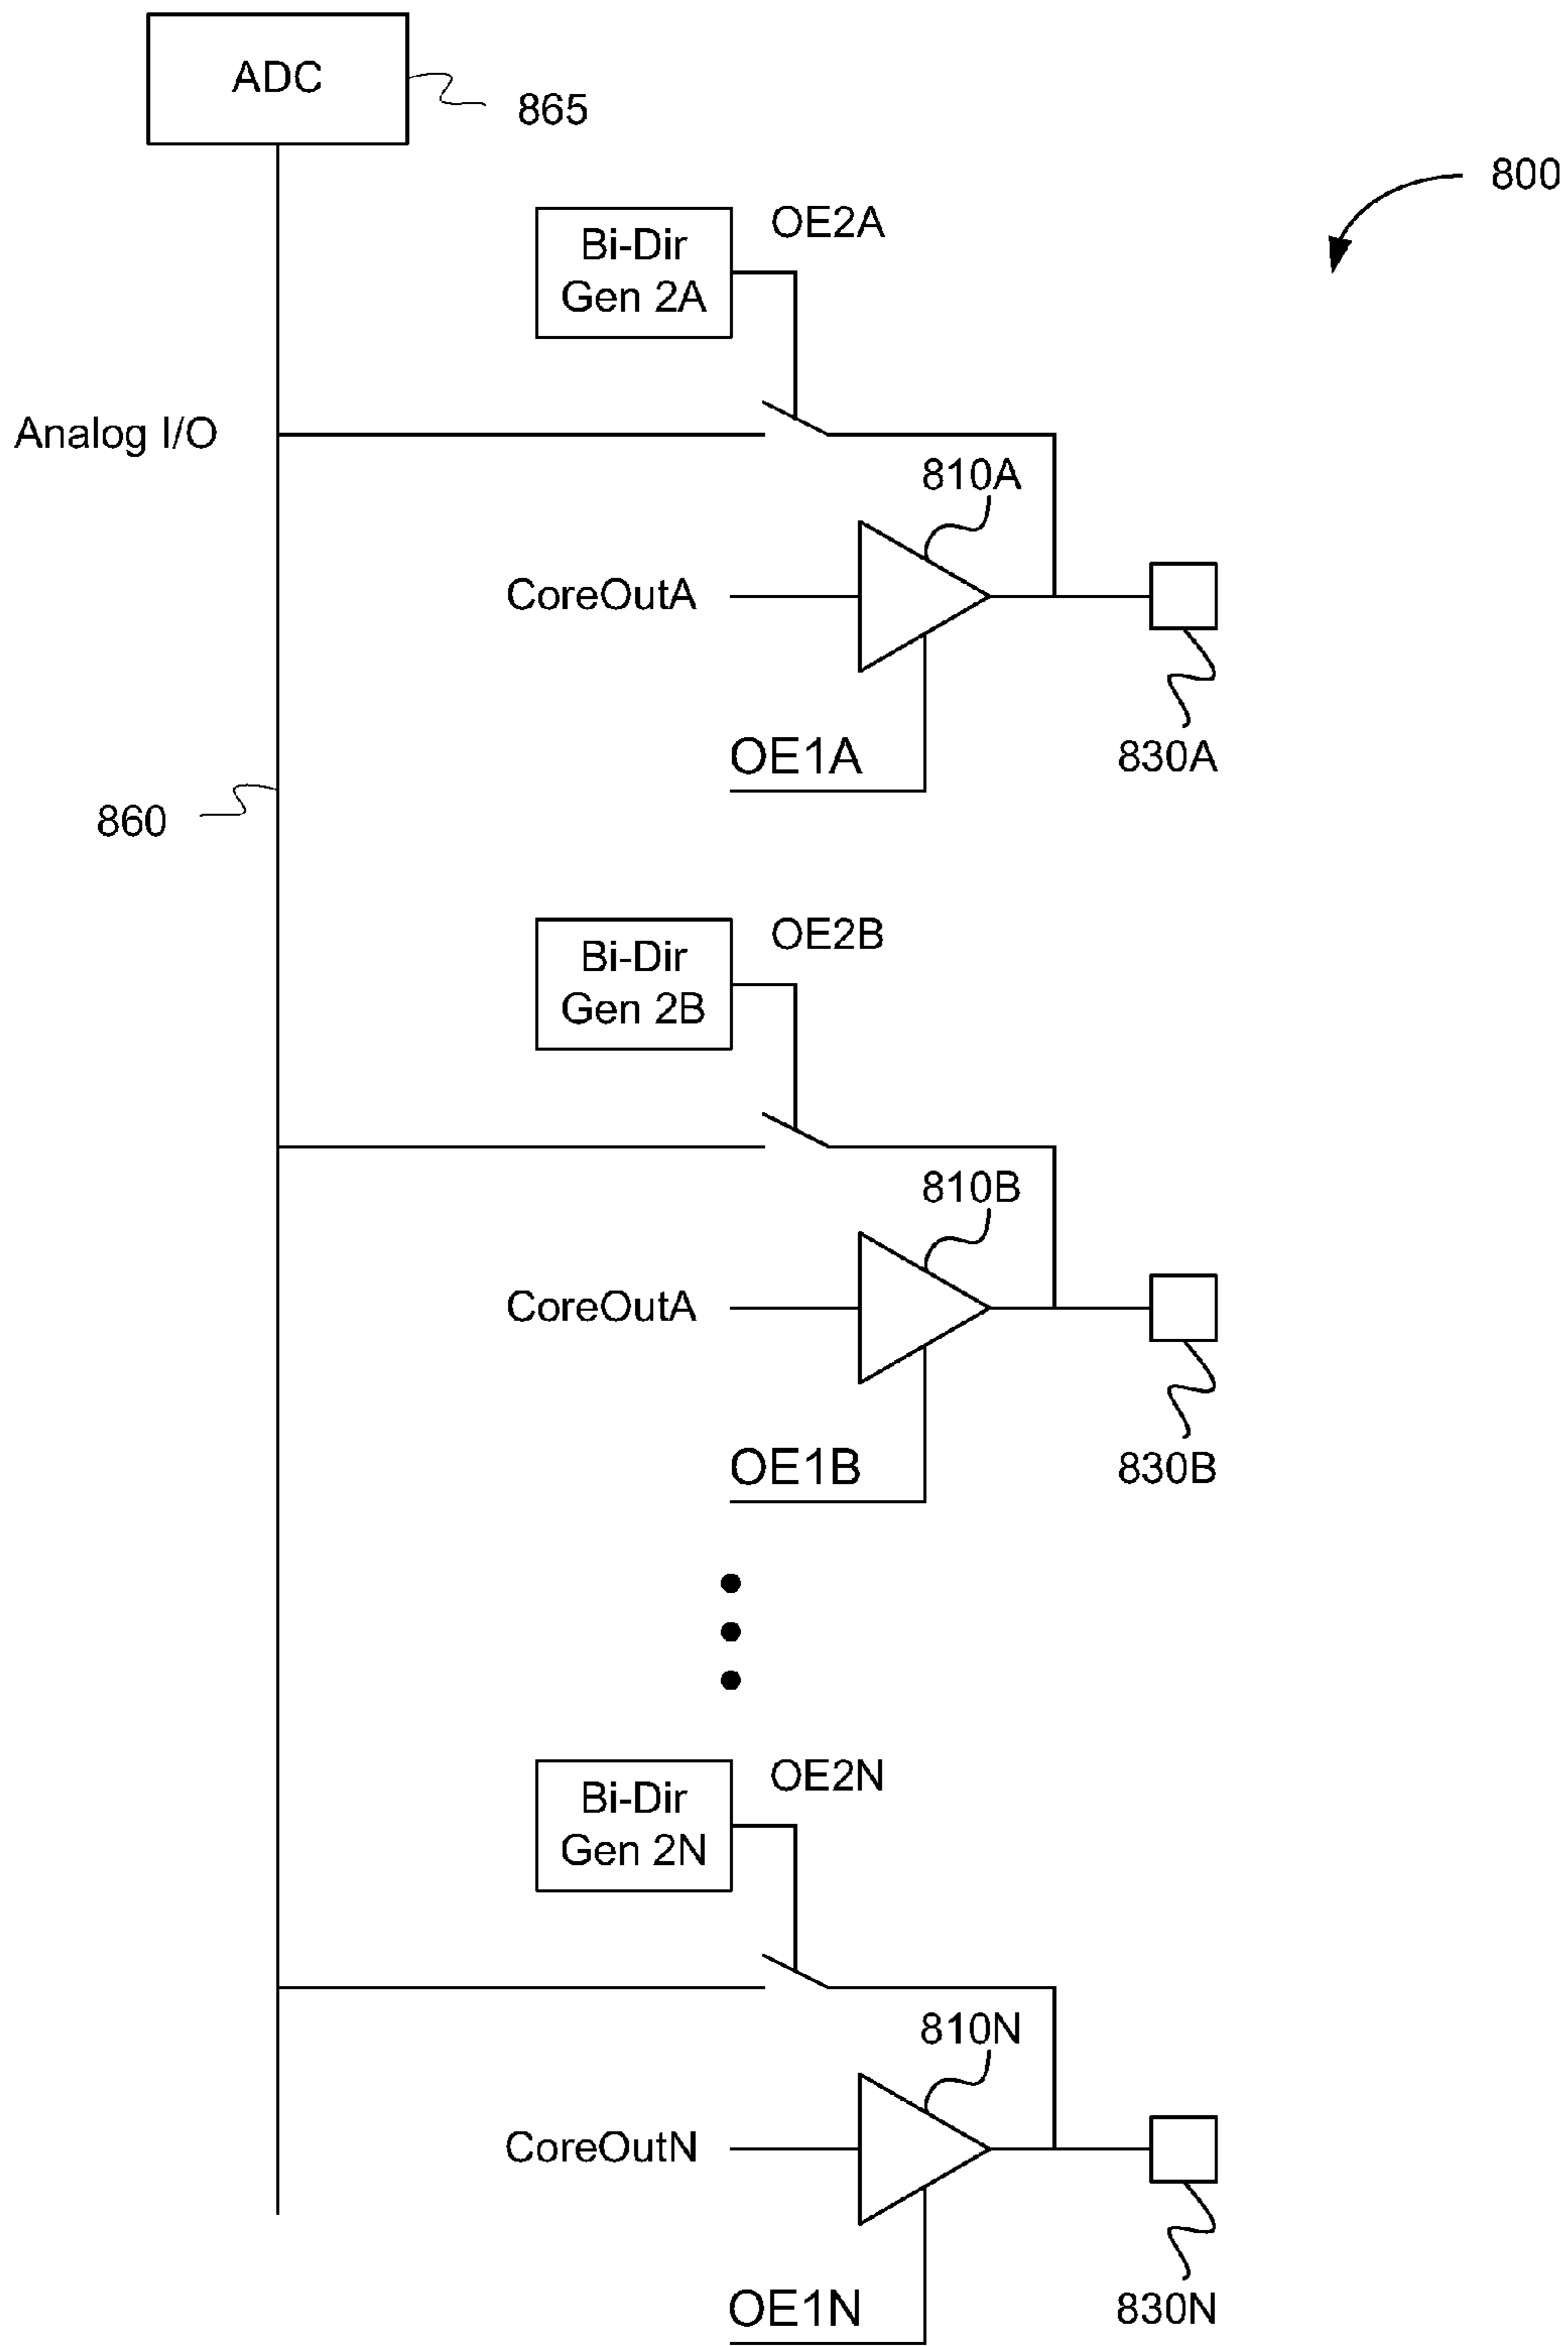 ADC
865
800
Bi-Dir
Gen 2A
OE2A
Analog I/O
810A
CoreOutA
OE1A
830A
860
Bi-Dir
Gen 2B
OE2B
810B
CoreOutA
OE1B
830B
Bi-Dir
Gen 2N
OE2N
810N
CoreOutN
OE1N
830N